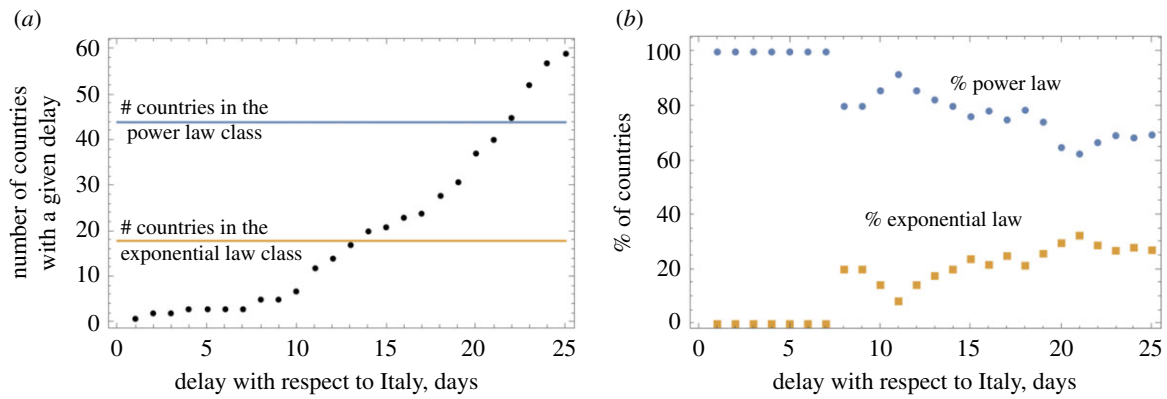 (a)
number of countries
with a given delay
60
50
40
30
20
10
0
# countries in the
power law class
# countries in the
exponential law class
0 5 10 15 20 25
delay with respect to Italy, days
(b)
% of countries
100
80
60
40
20
0
% power law
% exponential law
0 5 10 15 20 25
delay with respect to Italy, days